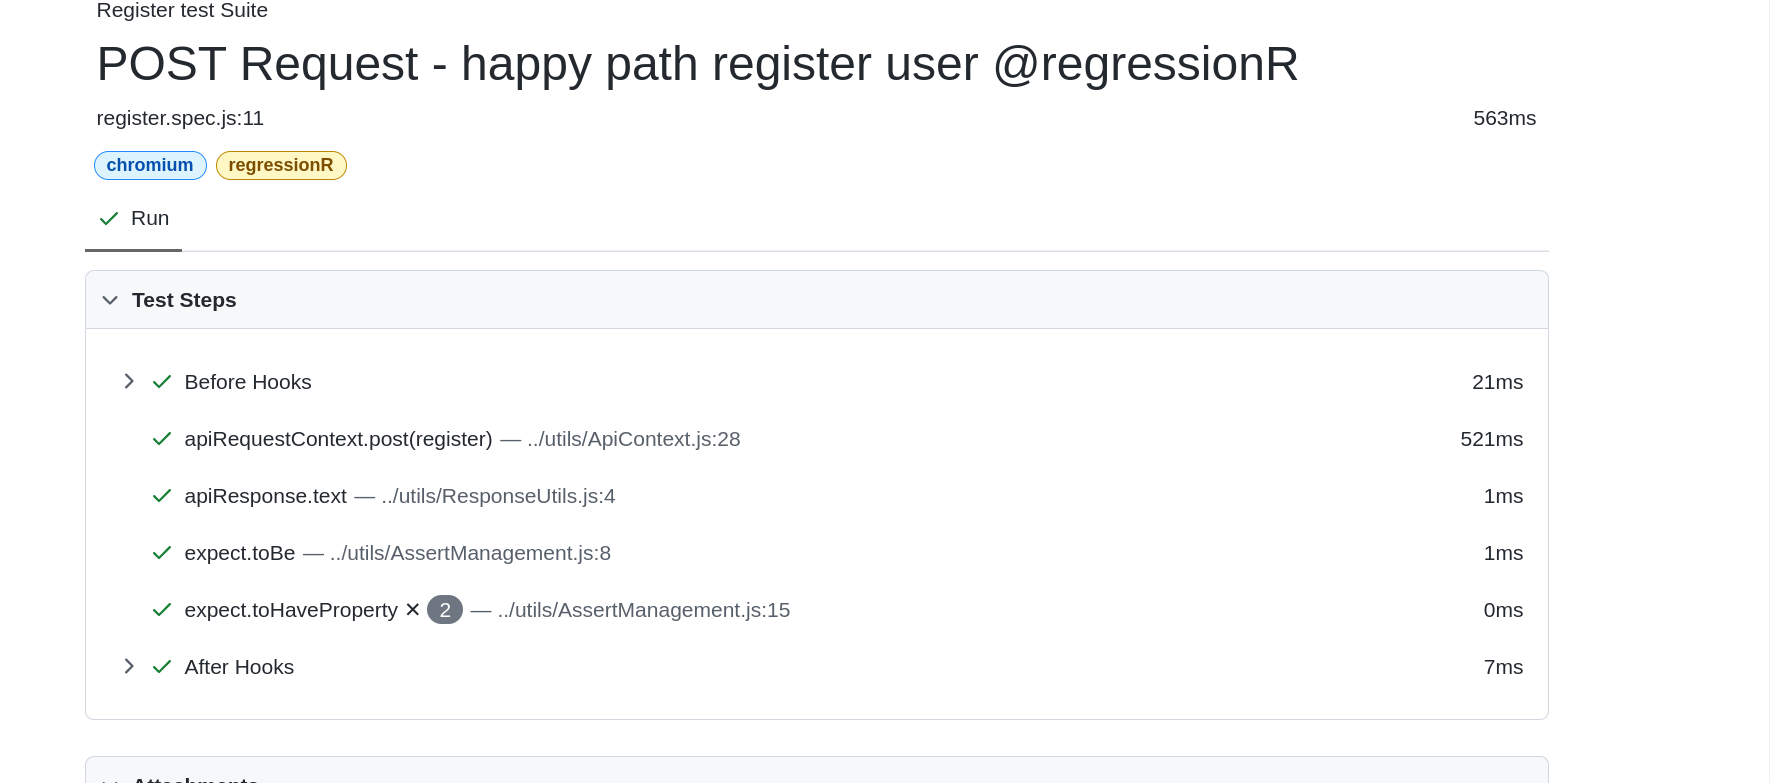 Register test Suite
POST Request - happy path register user @regressionR
register.spec.js:11 563ms
chromium regressionR
Run
Test Steps
Before Hooks 21ms
apiRequestContext.post(register) — ../utils/ApiContext.js:28 521ms
apiResponse.text — ../utils/ResponseUtils.js:4 1ms
expect.toBe — ../utils/AssertManagement.js:8 1ms
expect.toHaveProperty ✕ 2 — ../utils/AssertManagement.js:15 0ms
After Hooks 7ms
Attachments